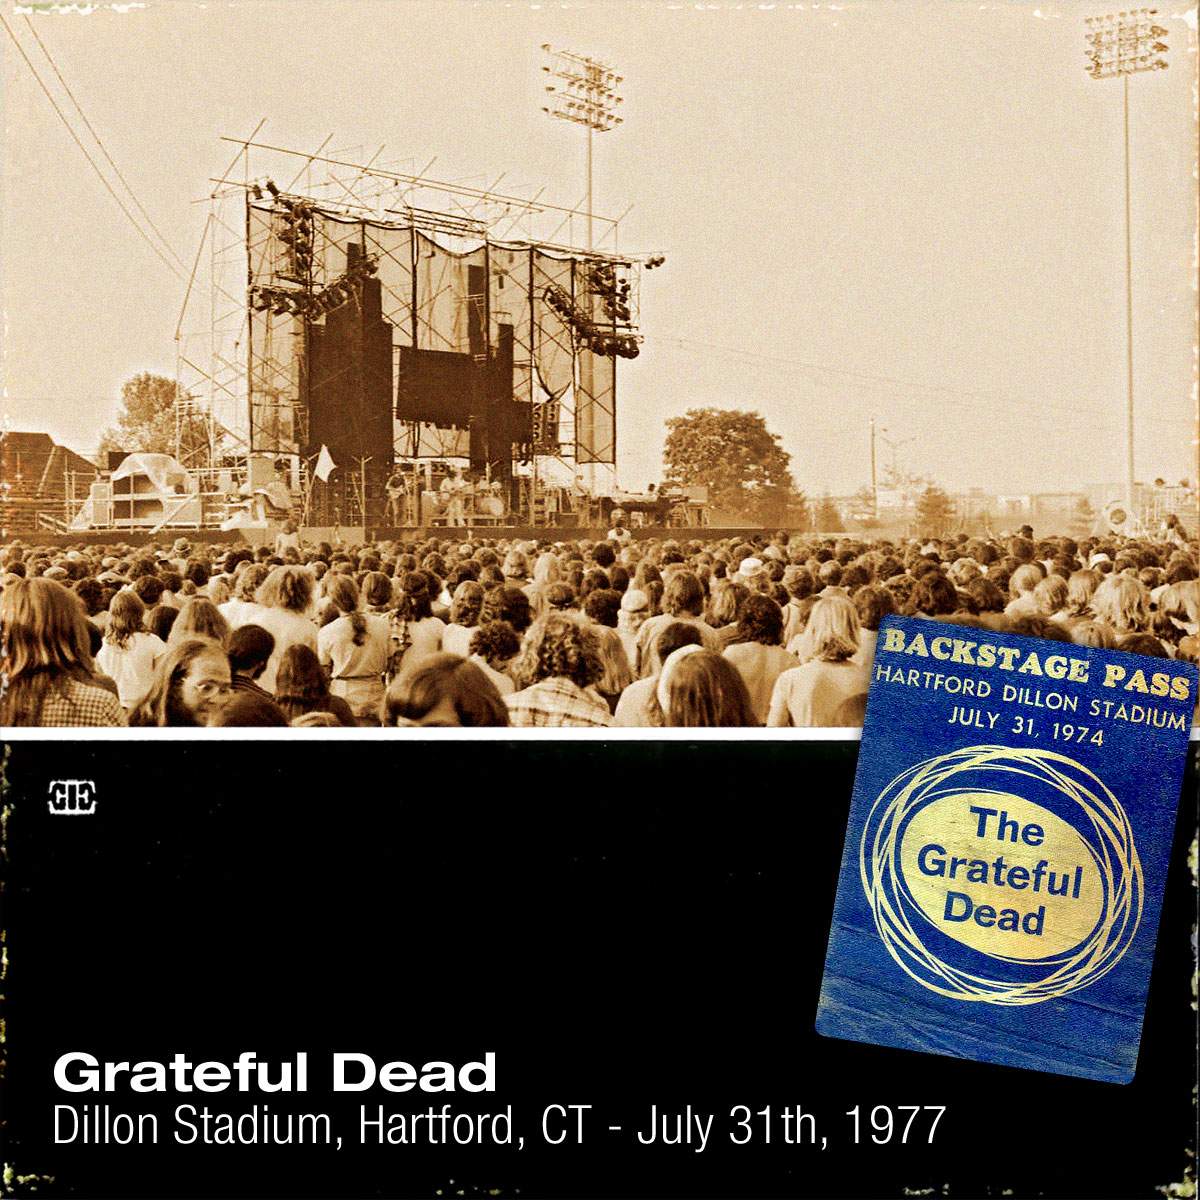 BACKSTAGE PASS
HARTFORD DILLON STADIUM
JULY 31, 1974
The
Grateful
Dead
Grateful Dead
Dillon Stadium, Hartford, CT - July 31th, 1977